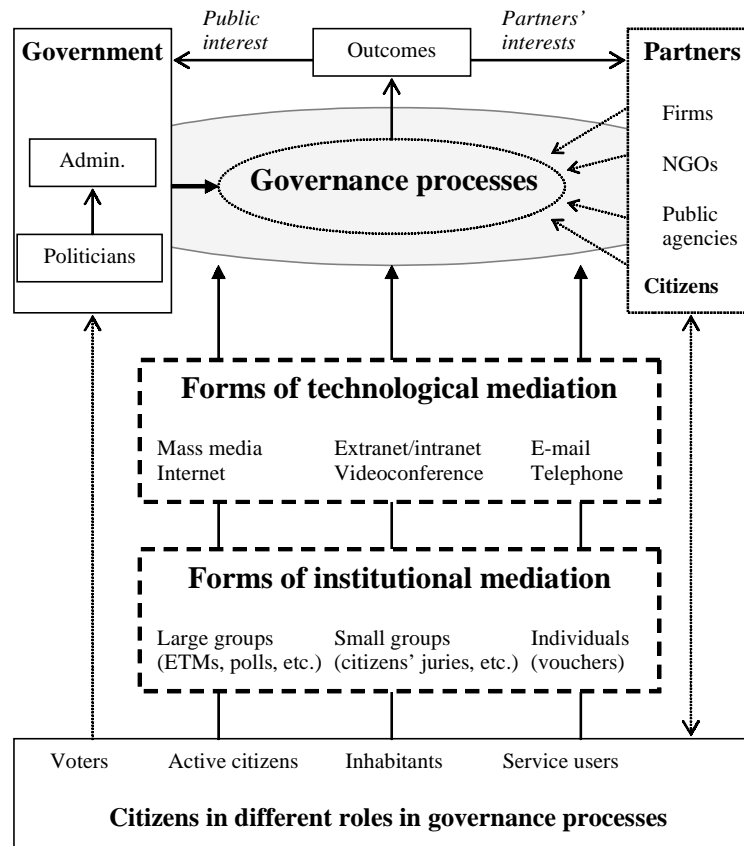 Public
interest
Partners’
interests
Government
Outcomes
Partners
Firms
Admin.
Governance processes
NGOs
Public
agencies
Politicians
Citizens
Forms of technological mediation
Mass media
Internet
Extranet/intranet
Videoconference
E-mail
Telephone
Forms of institutional mediation
Large groups
(ETMs, polls, etc.)
Small groups
(citizens’ juries, etc.)
Individuals
(vouchers)
Voters
Active citizens
Inhabitants
Service users
Citizens in different roles in governance processes